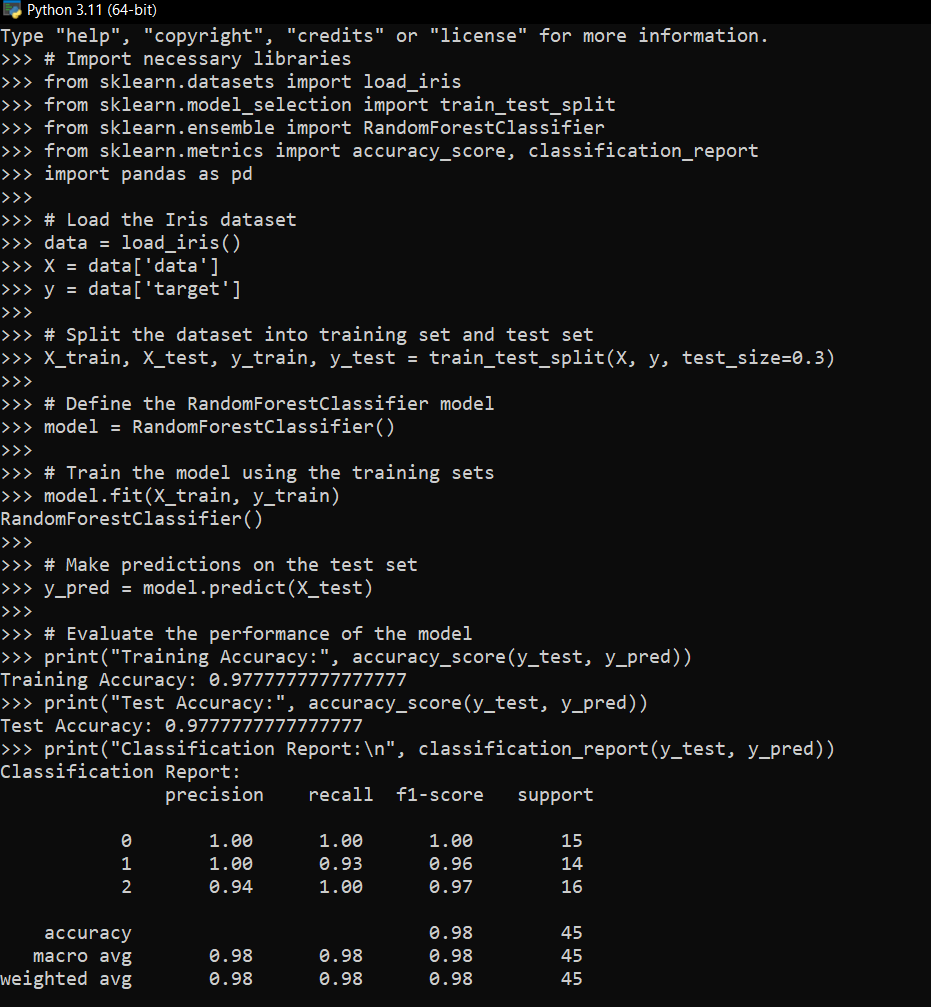 Python 3.11 (64-bit)
Type "help", "copyright", "credits" or "license" for more information.
>>> # Import necessary libraries
>>> from sklearn.datasets import load_iris
>>> from sklearn.model_selection import train_test_split
>>> from sklearn.ensemble import RandomForestClassifier
>>> from sklearn.metrics import accuracy_score, classification_report
>>> import pandas as pd
>>>
>>> # Load the Iris dataset
>>> data = load_iris()
>>> X = data['data']
>>> y = data['target']
>>>
>>> # Split the dataset into training set and test set
>>> X_train, X_test, y_train, y_test = train_test_split(X, y, test_size=0.3)
>>>
>>> # Define the RandomForestClassifier model
>>> model = RandomForestClassifier()
>>>
>>> # Train the model using the training sets
>>> model.fit(X_train, y_train)
RandomForestClassifier()
>>>
>>> # Make predictions on the test set
>>> y_pred = model.predict(X_test)
>>>
>>> # Evaluate the performance of the model
>>> print("Training Accuracy:", accuracy_score(y_test, y_pred))
Training Accuracy: 0.9777777777777777
>>> print("Test Accuracy:", accuracy_score(y_test, y_pred))
Test Accuracy: 0.9777777777777777
>>> print("Classification Report:\n", classification_report(y_test, y_pred))
Classification Report:
               precision    recall  f1-score   support

           0       1.00      1.00      1.00        15
           1       1.00      0.93      0.96        14
           2       0.94      1.00      0.97        16

    accuracy                           0.98        45
   macro avg       0.98      0.98      0.98        45
weighted avg       0.98      0.98      0.98        45